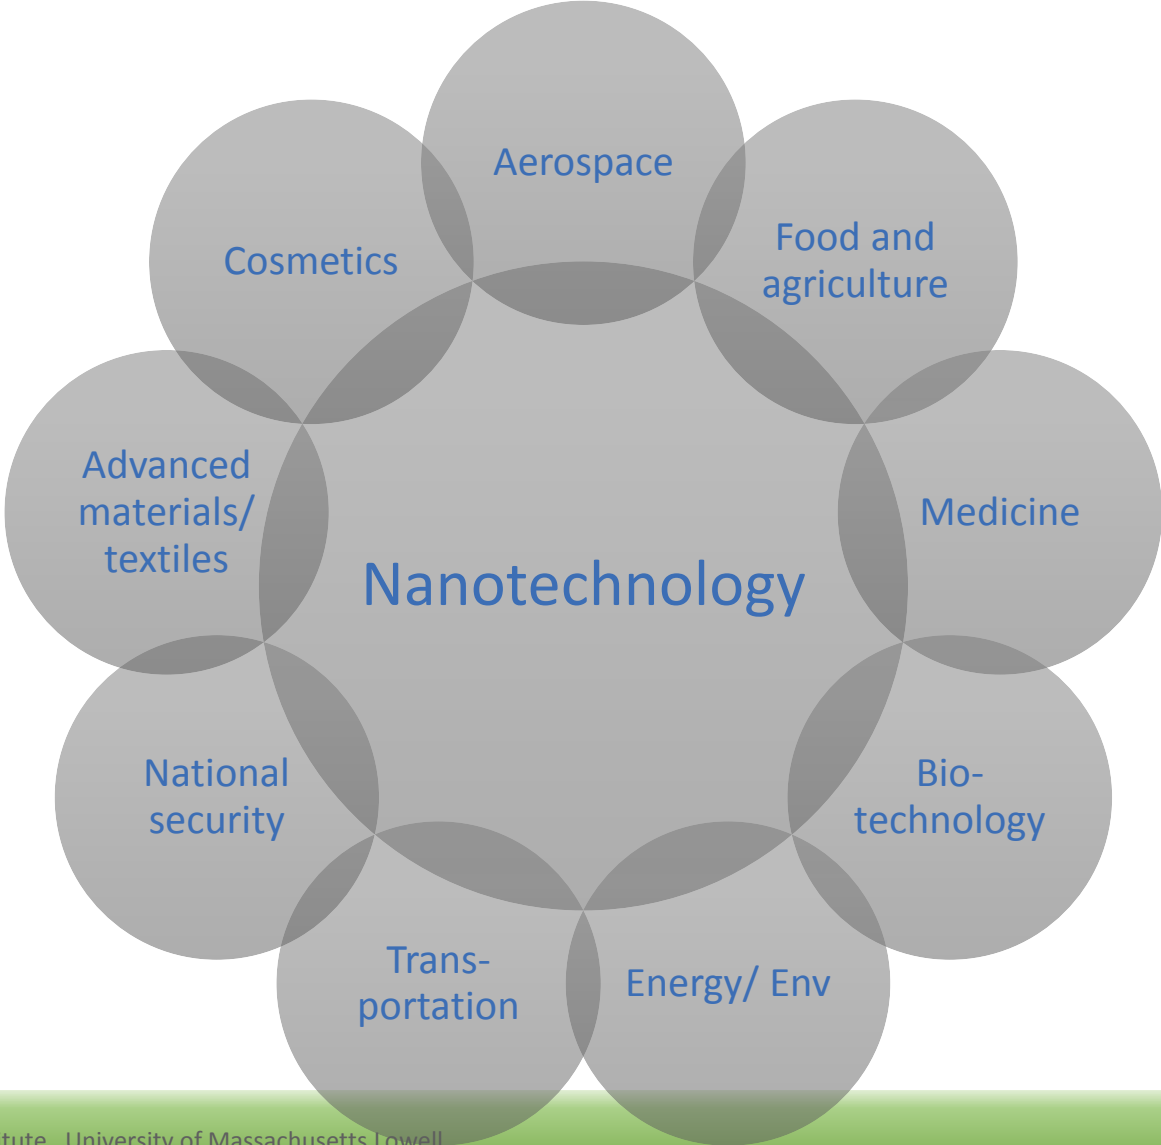 Aerospace
Food and
agriculture
Cosmetics
Advanced
materials/
textiles
Medicine
Nanotechnology
National
security
Bio-
technology
Trans-
portation
Energy/ Env
University of Massachusetts Lowell